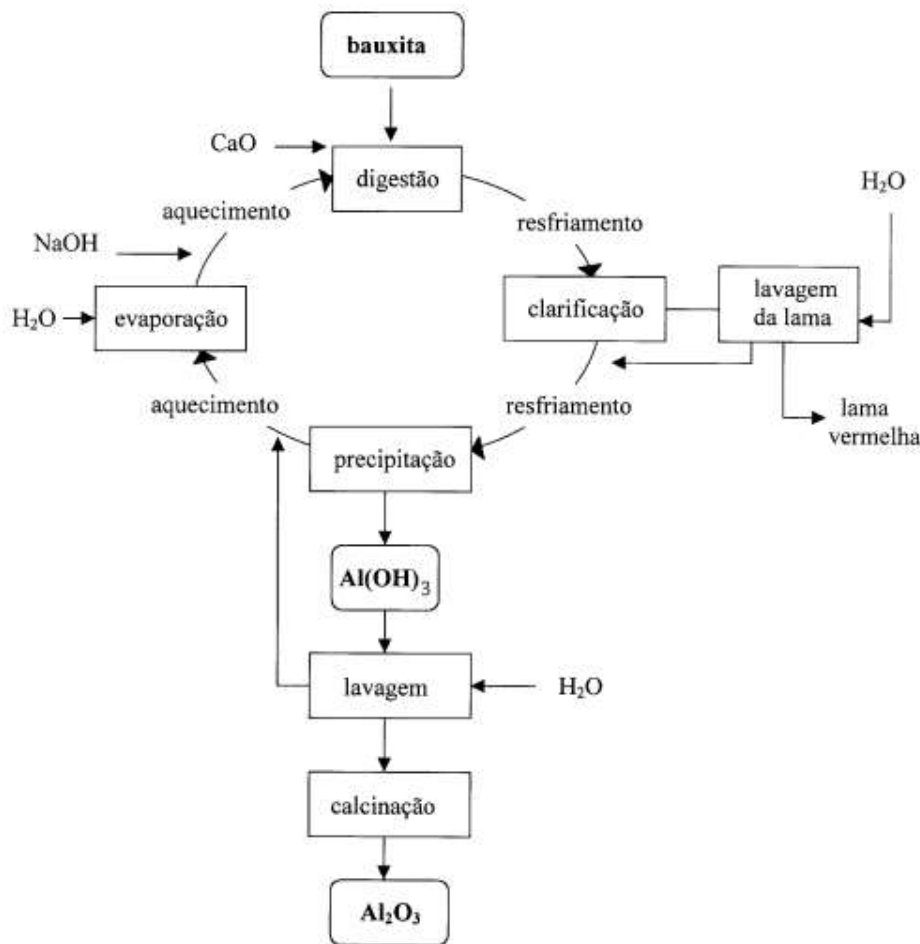 bauxita
CaO
digestão
H₂O
aquecimento
resfriamento
NaOH
H₂O
evaporação
clarificação
lavagem
da lama
aquecimento
resfriamento
lama
vermelha
precipitação
Al(OH)₃
lavagem
H₂O
calcinação
Al₂O₃